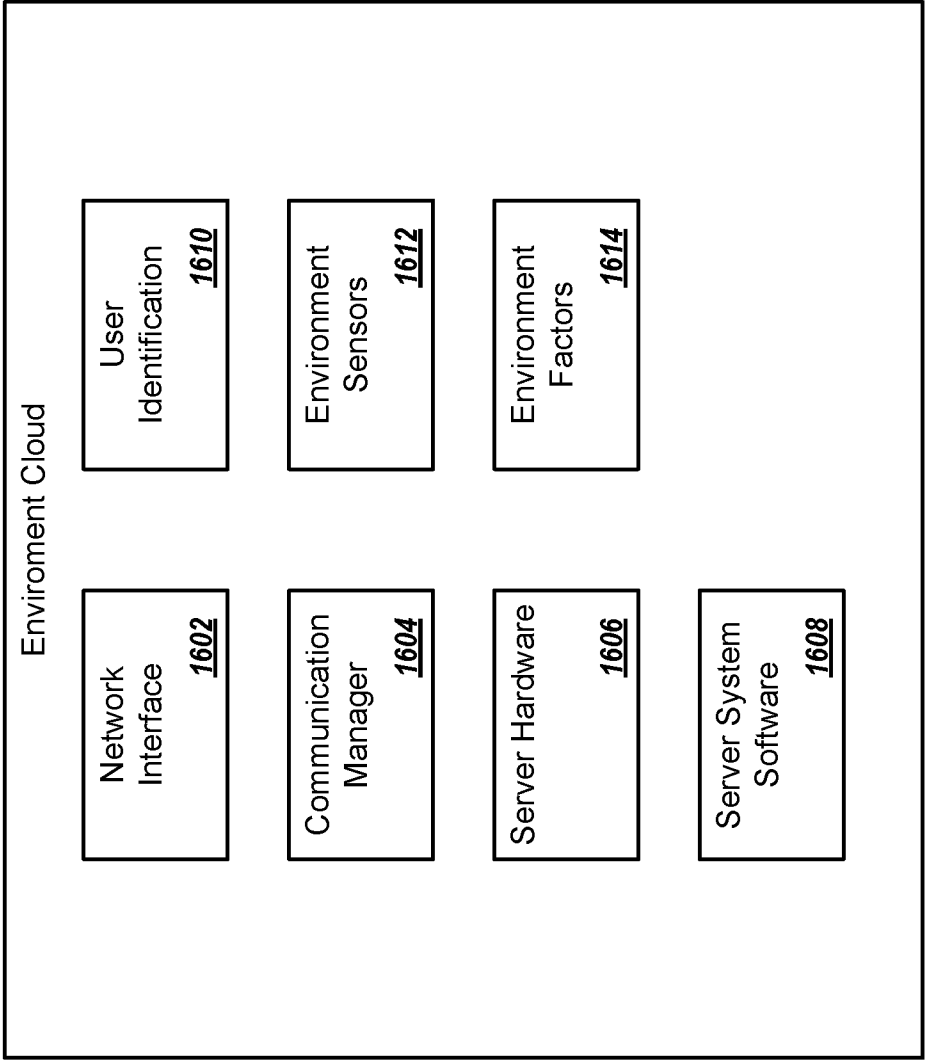 Enviroment Cloud
Network
Interface
1602
Communication
Manager
1604
Server Hardware
1606
Server System
Software
1608
User
Identification
1610
Environment
Sensors
1612
Environment
Factors
1614